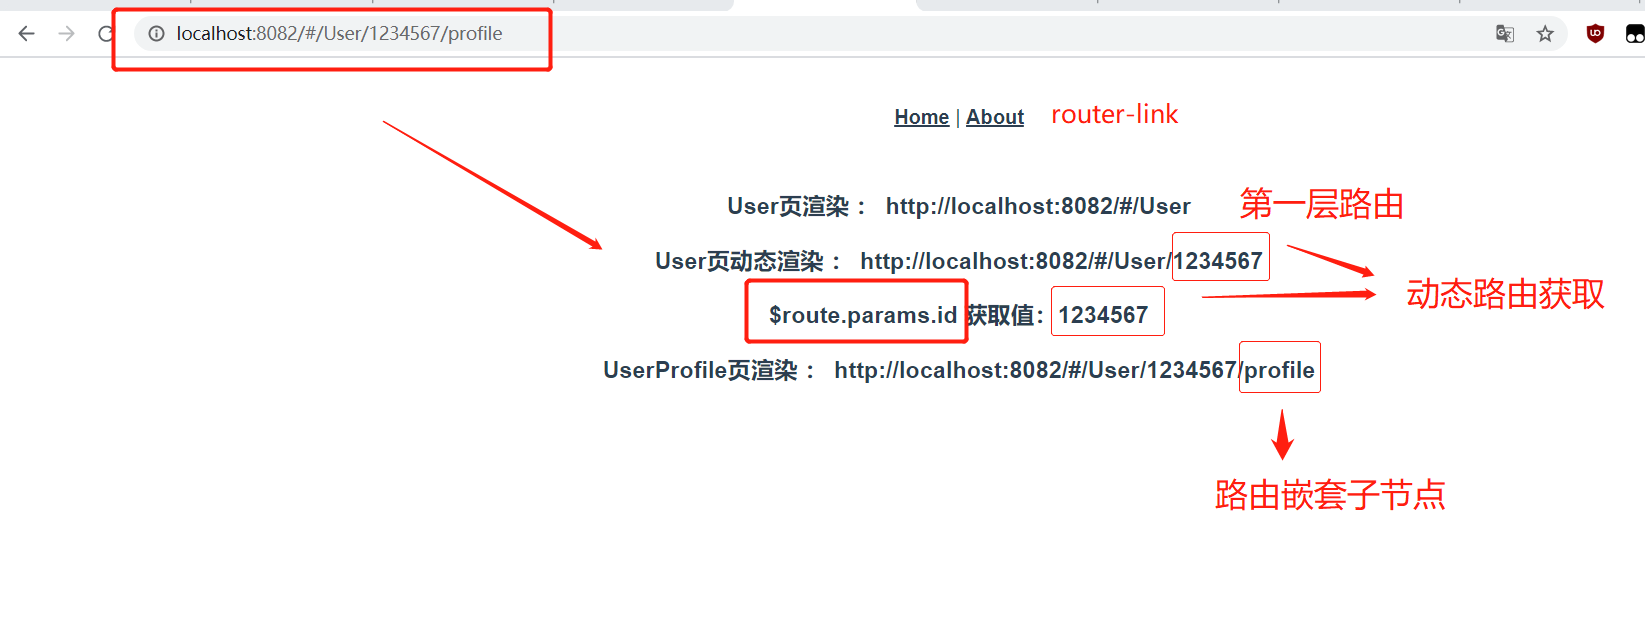 localhost:8082/#/User/1234567/profile
Home | About router-link
User页渲染： http://localhost:8082/#/User 第一层路由
User页动态渲染： http://localhost:8082/#/User/1234567
动态路由获取
$route.params.id 获取值：1234567
UserProfile页渲染： http://localhost:8082/#/User/1234567/profile
路由嵌套子节点